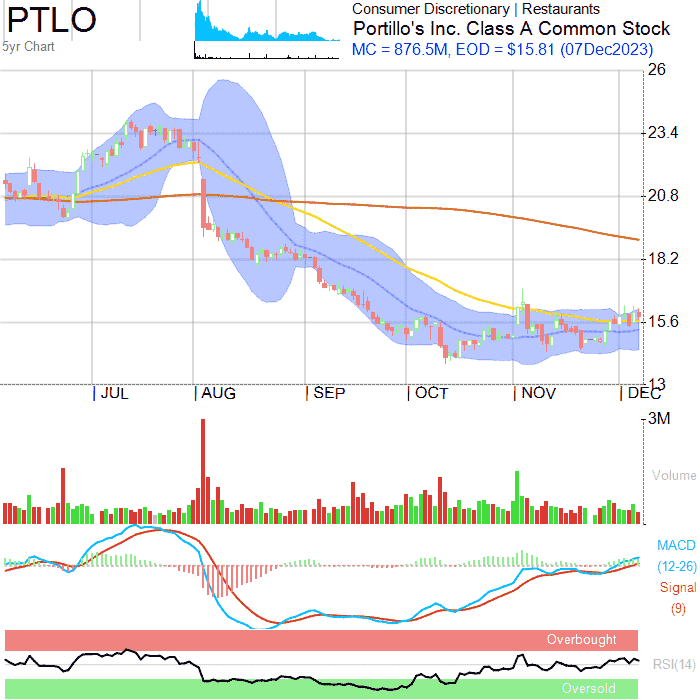 PTLO
5yr Chart
Consumer Discretionary | Restaurants
Portillo's Inc. Class A Common Stock
MC = 876.5M, EOD = $15.81 (07Dec2023)
26
23.4
20.8
18.2
15.6
13
JUL AUG SEP OCT NOV DEC
3M
Volume
MACD
(12-26)
Signal
(9)
Overbought
RSI(14)
Oversold